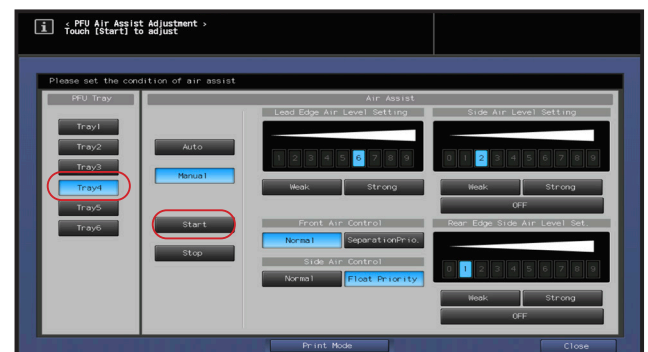 i < PFU Air Assist Adjustment >
Touch [Start] to adjust
Please set the condition of air assist
PFU Tray
Tray1
Tray2
Tray3
Tray4
Tray5
Tray6
Air Assist
Auto
Manual
Start
Stop
Lead Edge Air Level Setting
1 2 3 4 5 6 7 8 9
Weak Strong
Front Air Control
Normal SeparationPrio.
Side Air Control
Normal Float Priority
Side Air Level Setting
0 1 2 3 4 5 6 7 8 9
Weak Strong
OFF
Rear Edge Side Air Level Set.
0 1 2 3 4 5 6 7 8 9
Weak Strong
OFF
Print Mode
Close